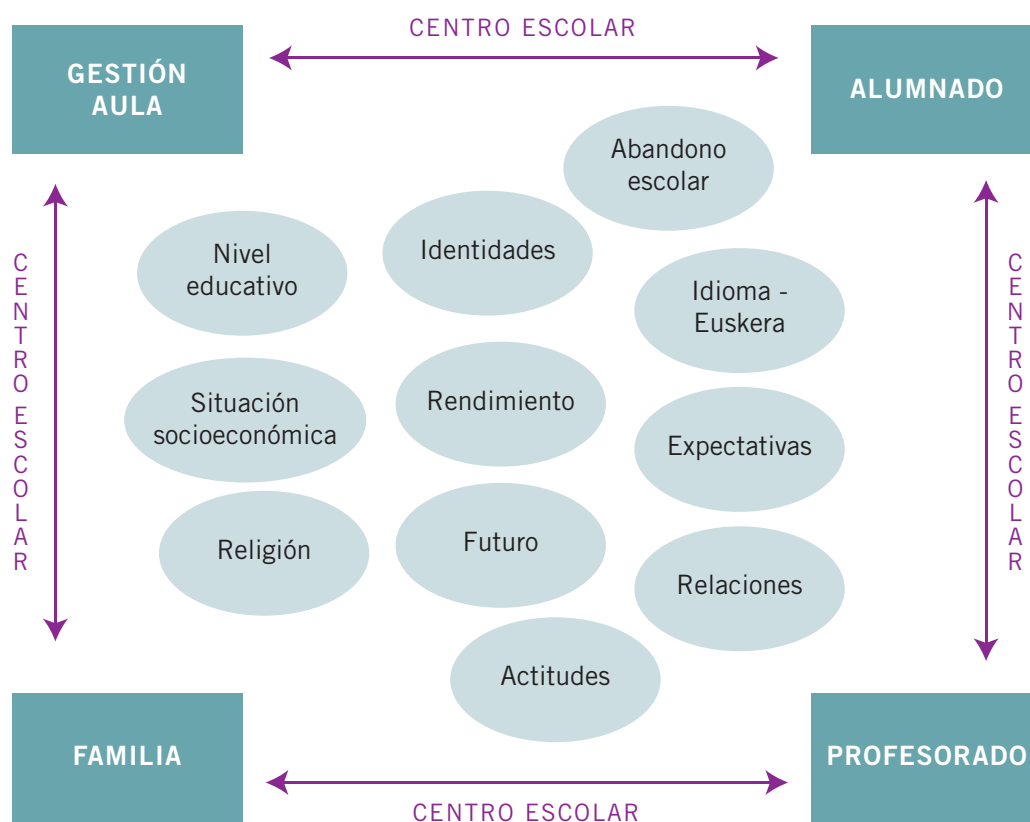 CENTRO ESCOLAR
GESTIÓN
AULA
ALUMNADO
Abandono
escolar
Identidades
Nivel
educativo
Idioma -
Euskera
CENTRO ESCOLAR
CENTRO ESCOLAR
Situación
socioeconómica
Rendimiento
Expectativas
Religión
Futuro
Relaciones
Actitudes
FAMILIA
PROFESORADO
CENTRO ESCOLAR